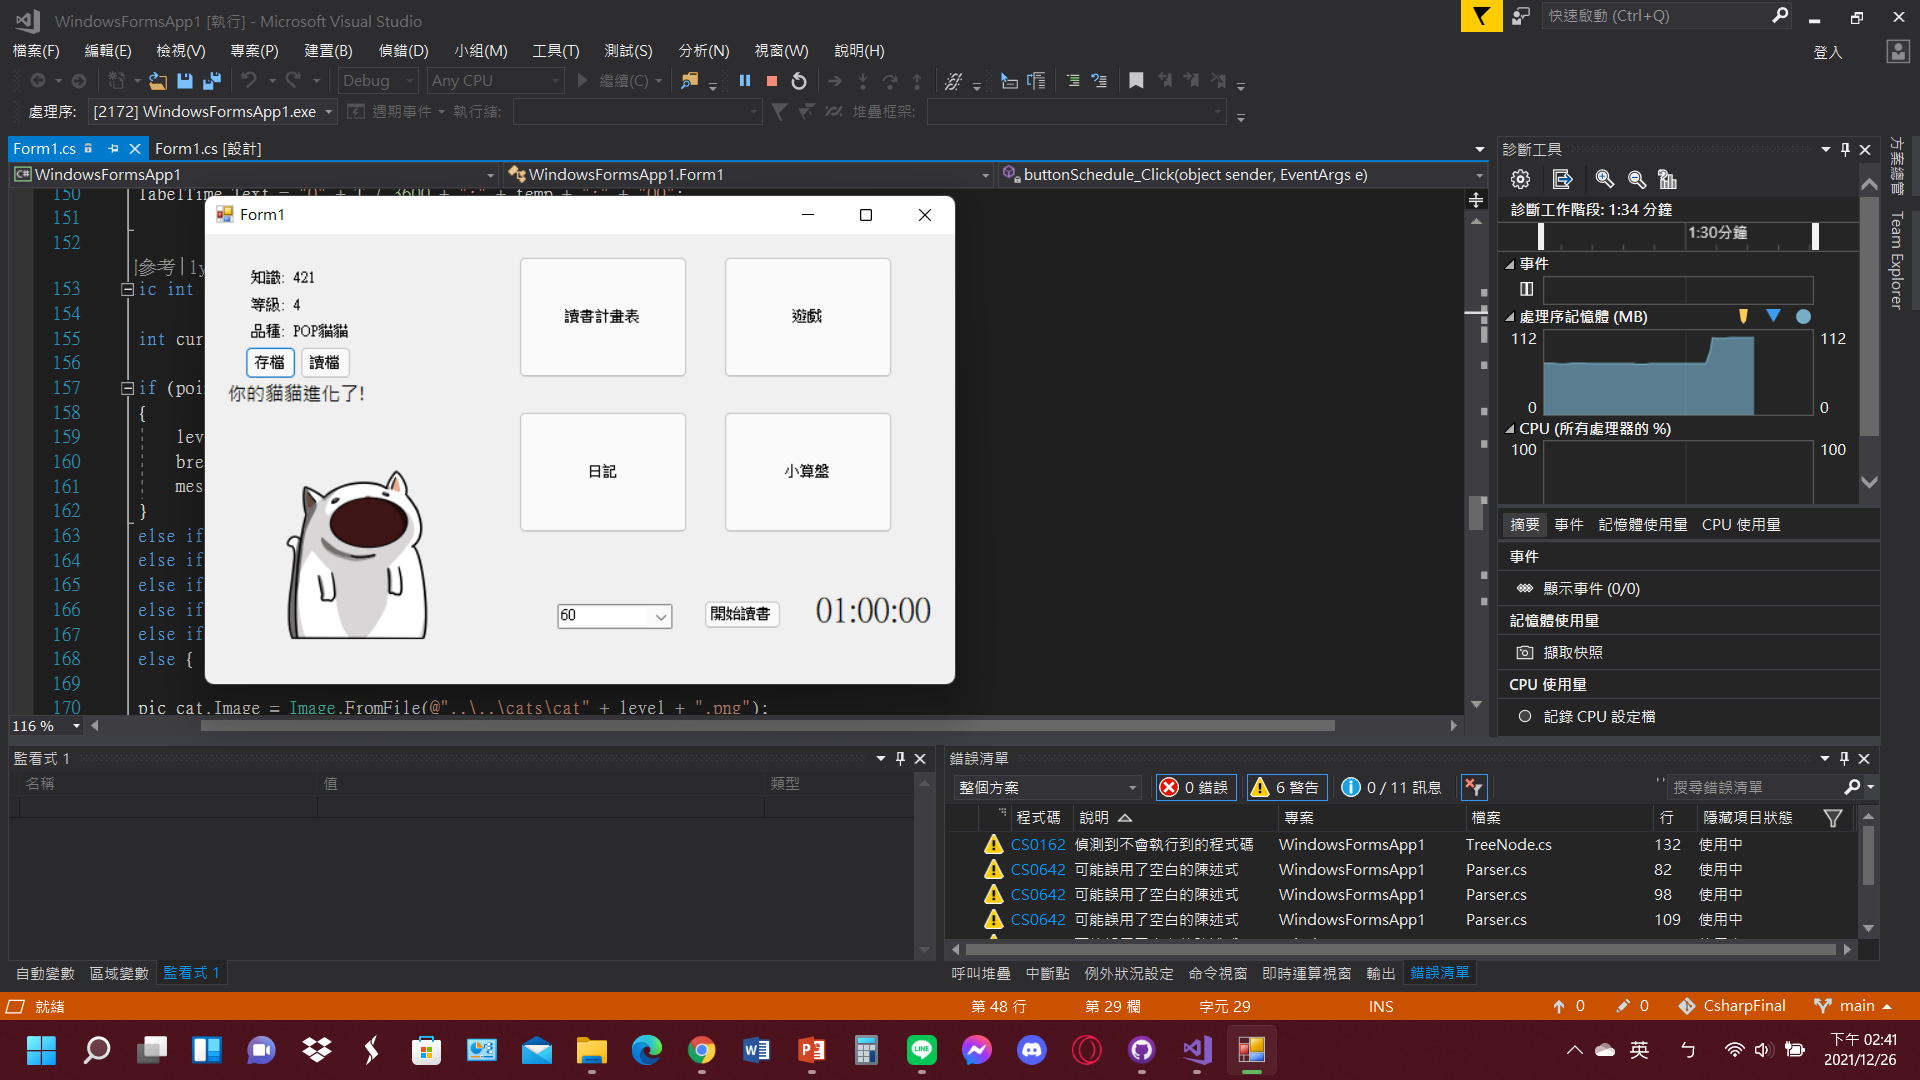 WindowsFormsApp1 [執行] - Microsoft Visual Studio
快速啟動 (Ctrl+Q)
檔案(F) 編輯(E) 檢視(V) 專案(P) 建置(B) 偵錯(D) 小組(M) 工具(T) 測試(S) 分析(N) 視窗(W) 說明(H)
登入
Debug Any CPU 繼續(C)
處理序: [2172] WindowsFormsApp1.exe 週期事件 執行緒: 堆疊框架:
Form1.cs Form1.cs [設計]
WindowsFormsApp1 WindowsFormsApp1.Form1 buttonSchedule_Click(object sender, EventArgs e)
150 labelTime.Text = "0" + T / 3600 + ":" + temp + ":" + "00";
151
152
153 ic int
154
155 int cur
156
157 if (poi
158 {
159 lev
160 bre
161 mes
162 }
163 else if
164 else if
165 else if
166 else if
167 else if
168 else {
169
170 pic_cat.Image = Image.FromFile(@"..\..\cats\cat" + level + ".png");
116 %
Form1
知識: 421
等級: 4
品種: POP貓貓
存檔 讀檔
你的貓貓進化了!
讀書計畫表 遊戲
日記 小算盤
60 開始讀書 01:00:00
診斷工具
診斷工作階段: 1:34 分鐘
1:30分鐘
事件
處理序記憶體 (MB)
112 112
0 0
CPU (所有處理器的 %)
100 100
摘要 事件 記憶體使用量 CPU 使用量
事件
顯示事件 (0/0)
記憶體使用量
擷取快照
CPU 使用量
記錄 CPU 設定檔
方案總管
Team Explorer
監看式 1
名稱 值 類型
自動變數 區域變數 監看式 1
錯誤清單
整個方案 0 錯誤 6 警告 0 / 11 訊息 搜尋錯誤清單
程式碼 說明 專案 檔案 行 隱藏項目狀態
CS0162 偵測到不會執行到的程式碼 WindowsFormsApp1 TreeNode.cs 132 使用中
CS0642 可能誤用了空白的陳述式 WindowsFormsApp1 Parser.cs 82 使用中
CS0642 可能誤用了空白的陳述式 WindowsFormsApp1 Parser.cs 98 使用中
CS0642 可能誤用了空白的陳述式 WindowsFormsApp1 Parser.cs 109 使用中
呼叫堆疊 中斷點 例外狀況設定 命令視窗 即時運算視窗 輸出 錯誤清單
就緒 第 48 行 第 29 欄 字元 29 INS 0 0 CsharpFinal main
英 ㄅ 下午 02:41
2021/12/26